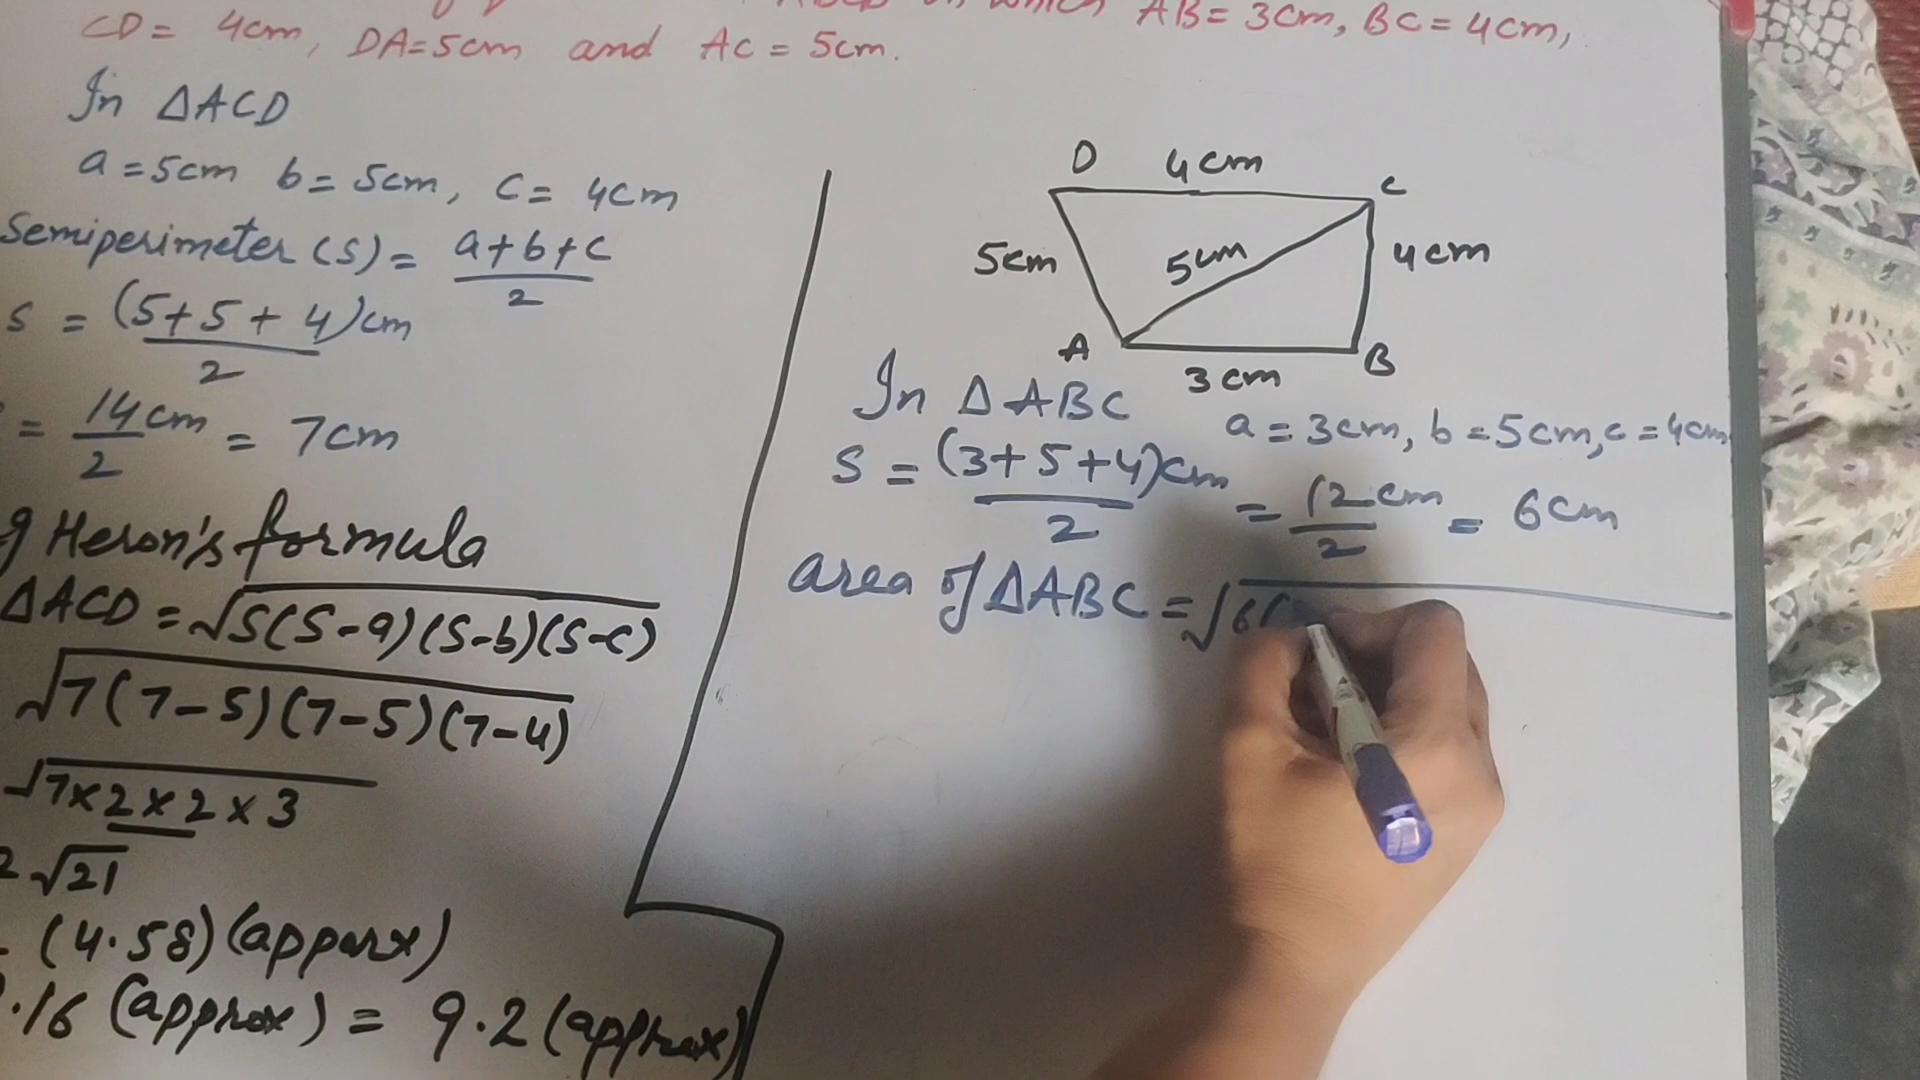 which AB = 3cm, BC = 4cm,
CD = 4cm, DA=5cm and AC = 5cm.
In ΔACD
a=5cm b=5cm, c= 4cm
Semiperimeter (S) = a+b+c/2
S = (5+5+4)cm/2
= 14cm/2 = 7cm
Heron's formula
ΔACD = √S(S-a)(S-b)(S-c)
√7(7-5)(7-5)(7-4)
√7×2×2×3
2√21
(4.58)(apparx)
.16 (approx) = 9.2 (approx)
D 4cm C
5cm 5cm 4cm
A 3cm B
In ΔABC
a=3cm, b=5cm, c=4cm
S = (3+5+4)cm/2 = 12cm/2 = 6cm
area of ΔABC = √6(